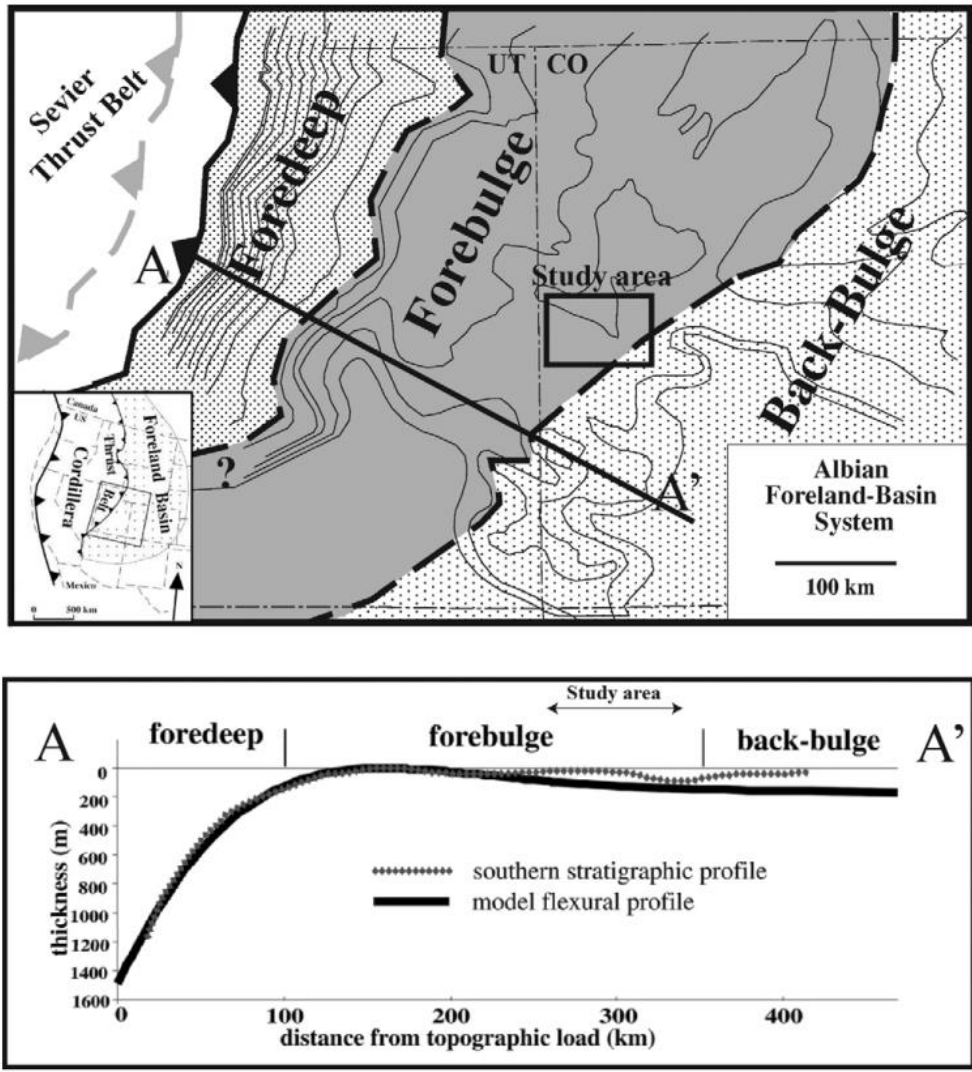 Sevier
Thrust Belt
Foredeep
UT CO
Forebulge
Study area
Back-Bulge
A
A’
?
Canada
US
Cordillera
Thrust
Belt
Foreland Basin
Mexico
N
0 500 km
Albian
Foreland-Basin
System
100 km
Study area
A foredeep forebulge back-bulge A’
0
200
400
600
800
1000
1200
1400
1600
thickness (m)
southern stratigraphic profile
model flexural profile
0 100 200 300 400
distance from topographic load (km)